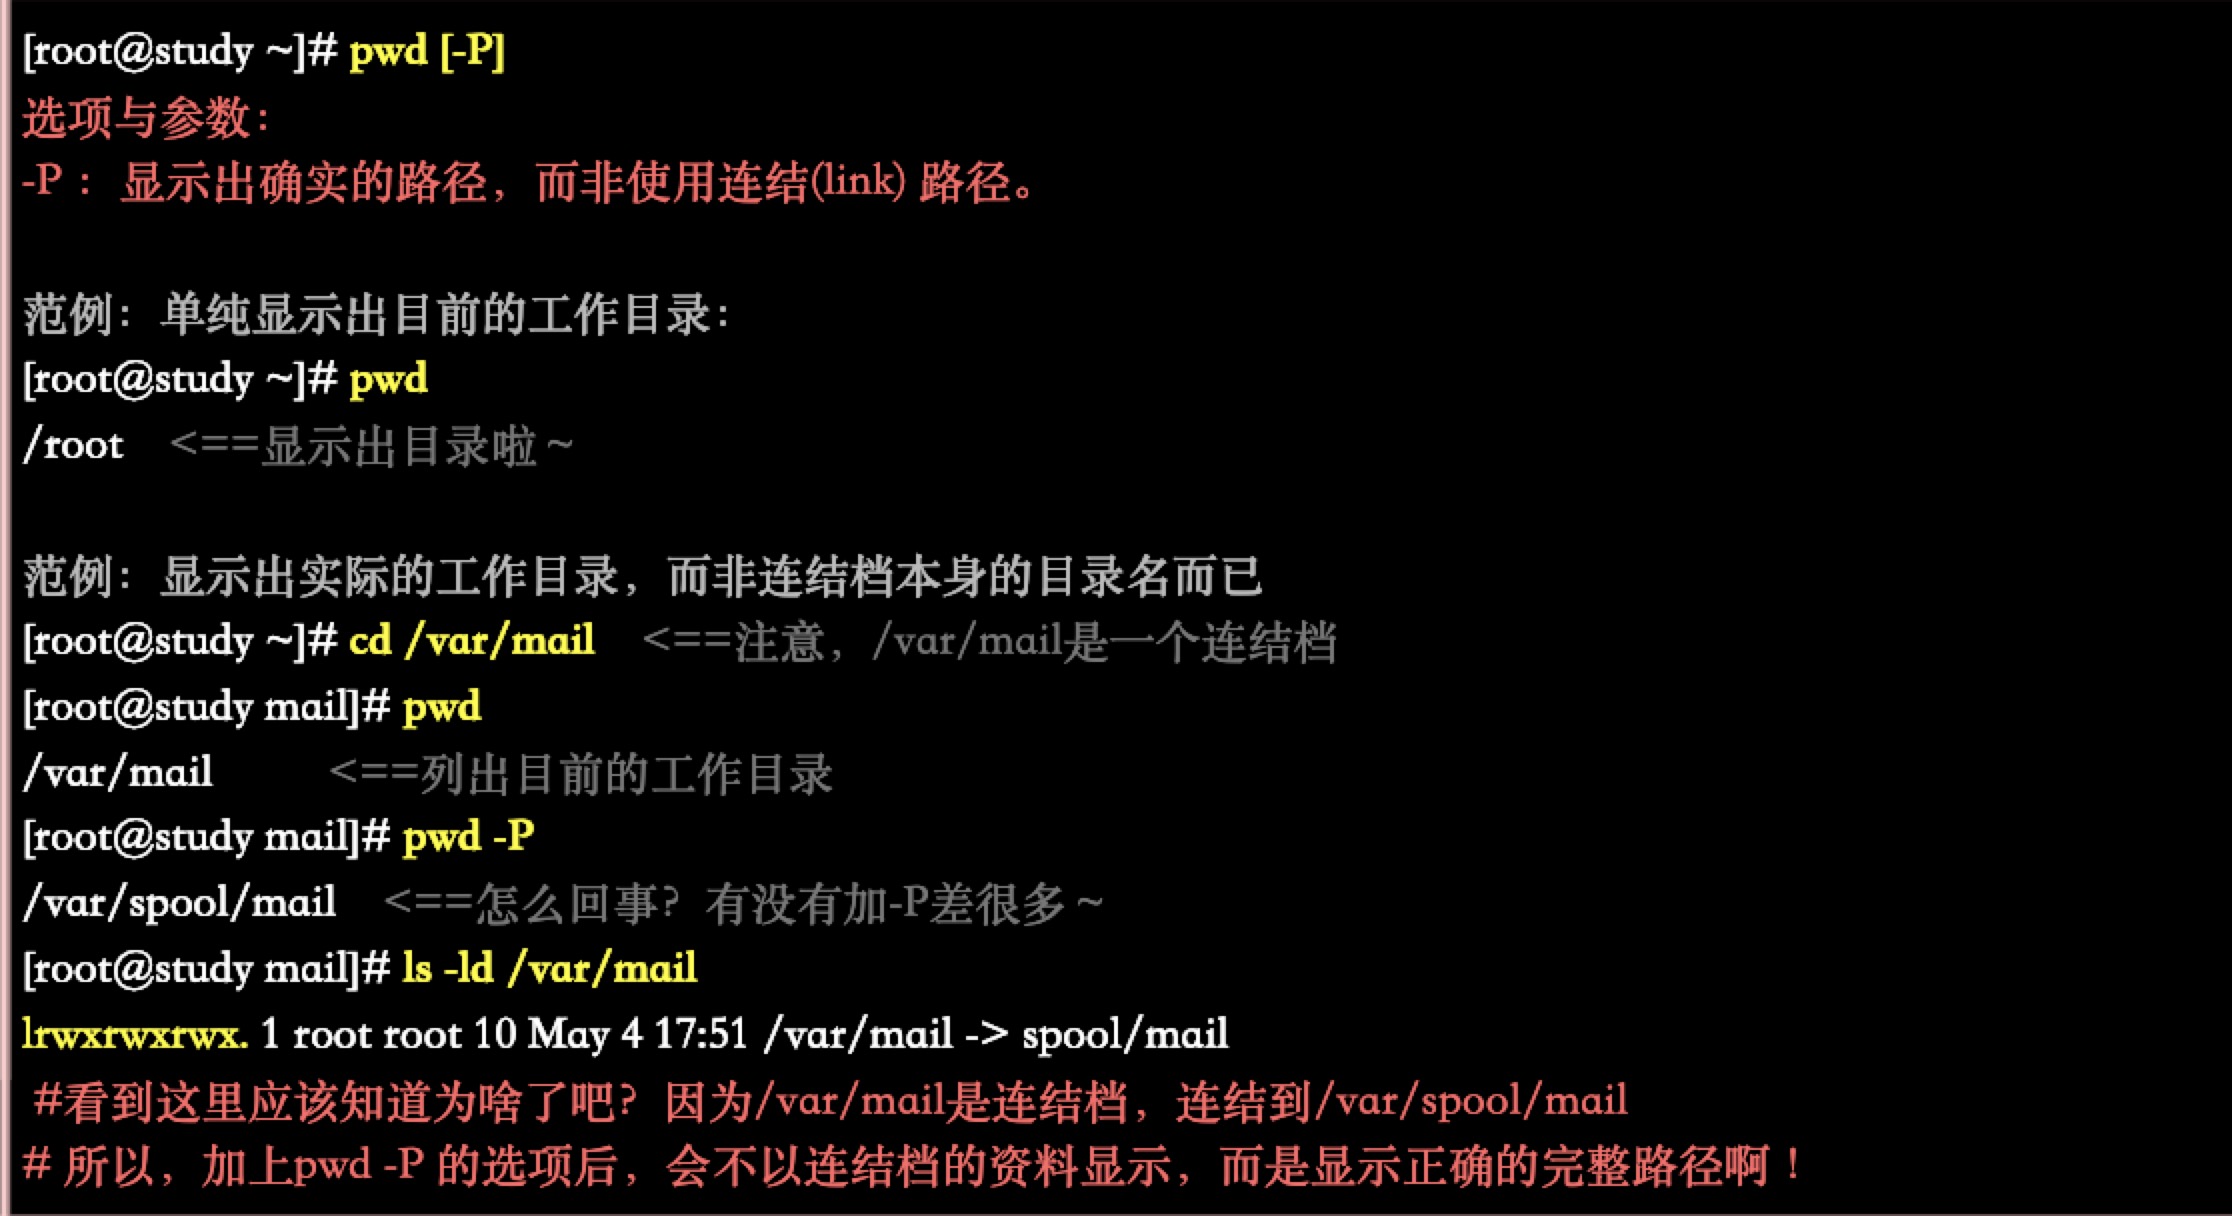 [root@study ~]# pwd [-P]
选项与参数：
-P ：显示出确实的路径，而非使用连结(link) 路径。
范例：单纯显示出目前的工作目录：
[root@study ~]# pwd
/root <==显示出目录啦～
范例：显示出实际的工作目录，而非连结档本身的目录名而已
[root@study ~]# cd /var/mail <==注意，/var/mail是一个连结档
[root@study mail]# pwd
/var/mail <==列出目前的工作目录
[root@study mail]# pwd -P
/var/spool/mail <==怎么回事？有没有加-P差很多～
[root@study mail]# ls -ld /var/mail
lrwxrwxrwx. 1 root root 10 May 4 17:51 /var/mail -> spool/mail
#看到这里应该知道为啥了吧？因为/var/mail是连结档，连结到/var/spool/mail
# 所以，加上pwd -P 的选项后，会不以连结档的资料显示，而是显示正确的完整路径啊！